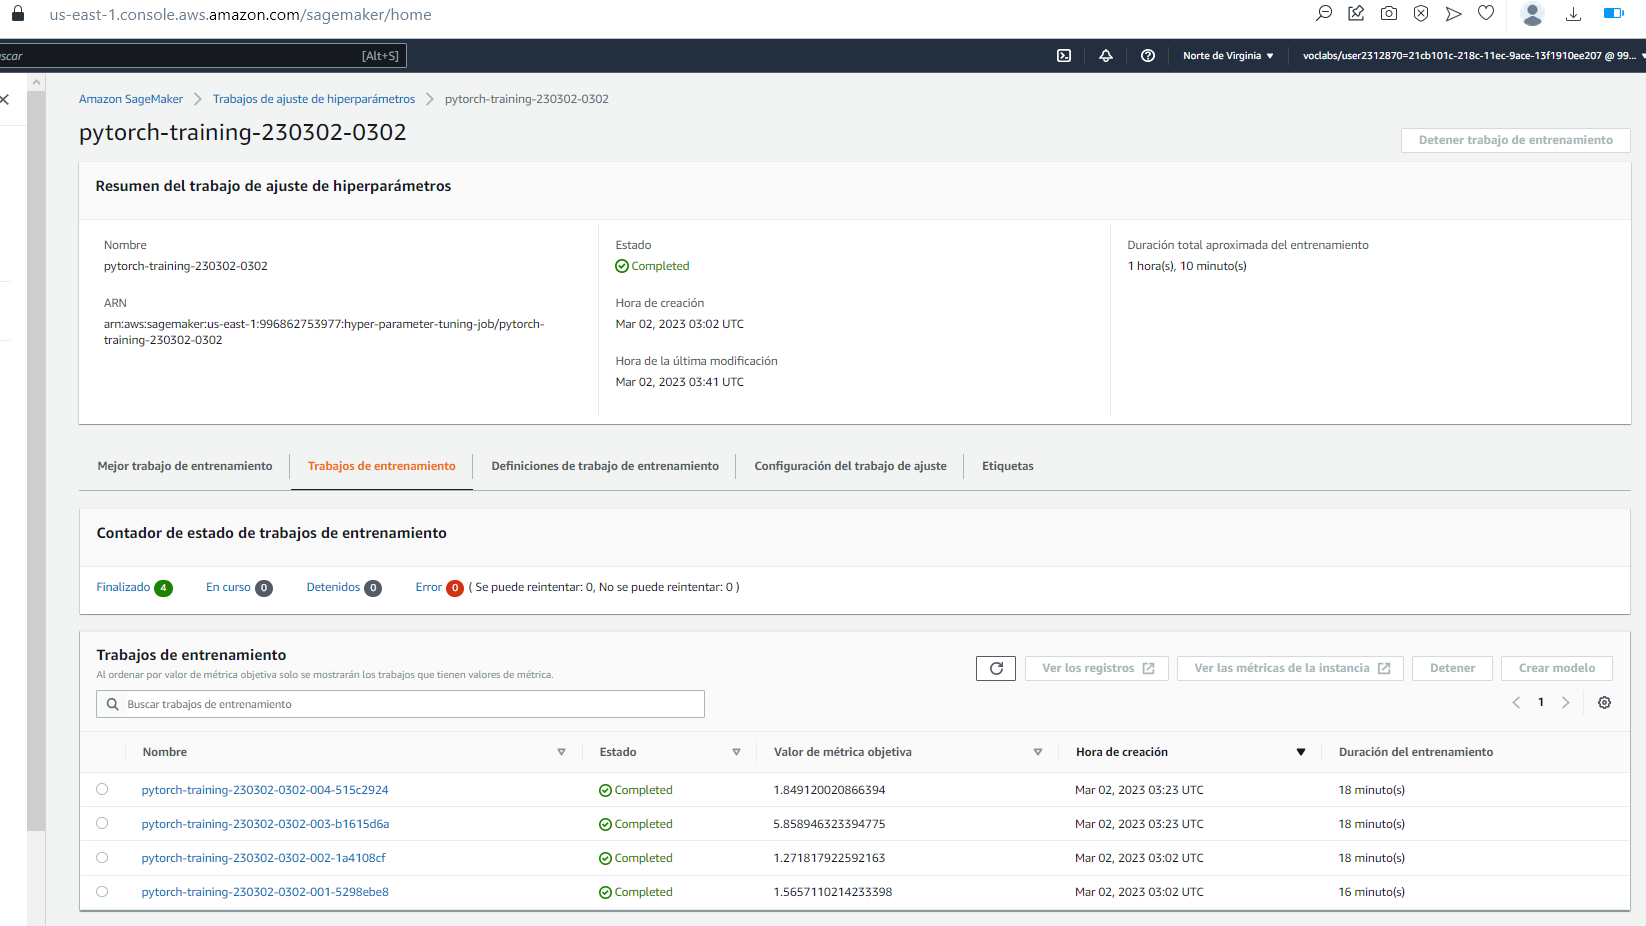 us-east-1.console.aws.amazon.com/sagemaker/home
scar [Alt+S] Norte de Virginia voclabs/user2312870=21cb101c-218c-11ec-9ace-13f1910ee207 @ 99...
Amazon SageMaker Trabajos de ajuste de hiperparámetros pytorch-training-230302-0302
pytorch-training-230302-0302
Detener trabajo de entrenamiento
Resumen del trabajo de ajuste de hiperparámetros
Nombre
pytorch-training-230302-0302
ARN
arn:aws:sagemaker:us-east-1:996862753977:hyper-parameter-tuning-job/pytorch-
training-230302-0302
Estado
Completed
Hora de creación
Mar 02, 2023 03:02 UTC
Hora de la última modificación
Mar 02, 2023 03:41 UTC
Duración total aproximada del entrenamiento
1 hora(s), 10 minuto(s)
Mejor trabajo de entrenamiento Trabajos de entrenamiento Definiciones de trabajo de entrenamiento Configuración del trabajo de ajuste Etiquetas
Contador de estado de trabajos de entrenamiento
Finalizado 4 En curso 0 Detenidos 0 Error 0 ( Se puede reintentar: 0, No se puede reintentar: 0 )
Trabajos de entrenamiento
Al ordenar por valor de métrica objetiva solo se mostrarán los trabajos que tienen valores de métrica.
Ver los registros Ver las métricas de la instancia Detener Crear modelo
Buscar trabajos de entrenamiento
1
Nombre Estado Valor de métrica objetiva Hora de creación Duración del entrenamiento
pytorch-training-230302-0302-004-515c2924 Completed 1.849120020866394 Mar 02, 2023 03:23 UTC 18 minuto(s)
pytorch-training-230302-0302-003-b1615d6a Completed 5.858946323394775 Mar 02, 2023 03:23 UTC 18 minuto(s)
pytorch-training-230302-0302-002-1a4108cf Completed 1.271817922592163 Mar 02, 2023 03:02 UTC 18 minuto(s)
pytorch-training-230302-0302-001-5298ebe8 Completed 1.5657110214233398 Mar 02, 2023 03:02 UTC 16 minuto(s)